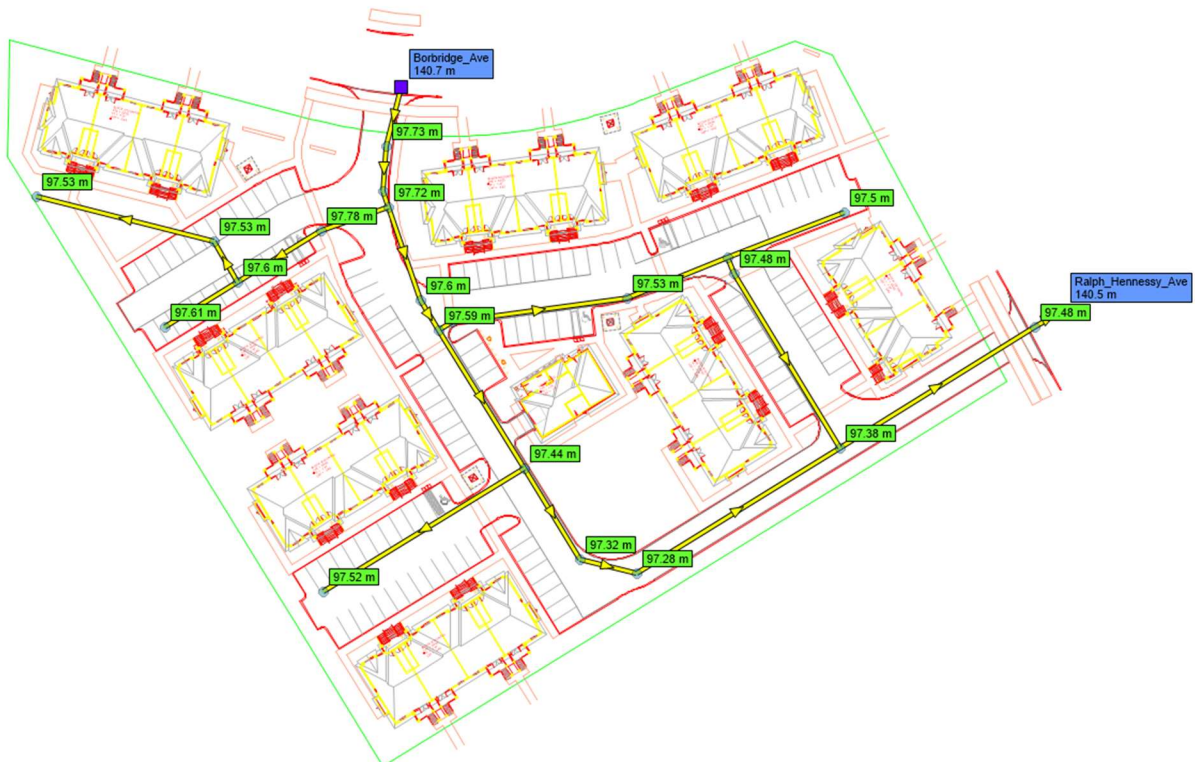 Borbridge_Ave
140.7 m
97.73 m
97.53 m
97.72 m
97.78 m
97.5 m
97.53 m
97.48 m
97.6 m
97.6 m
97.53 m
Ralph_Hennessy_Ave
140.5 m
97.61 m
97.59 m
97.48 m
97.38 m
97.44 m
97.32 m
97.28 m
97.52 m